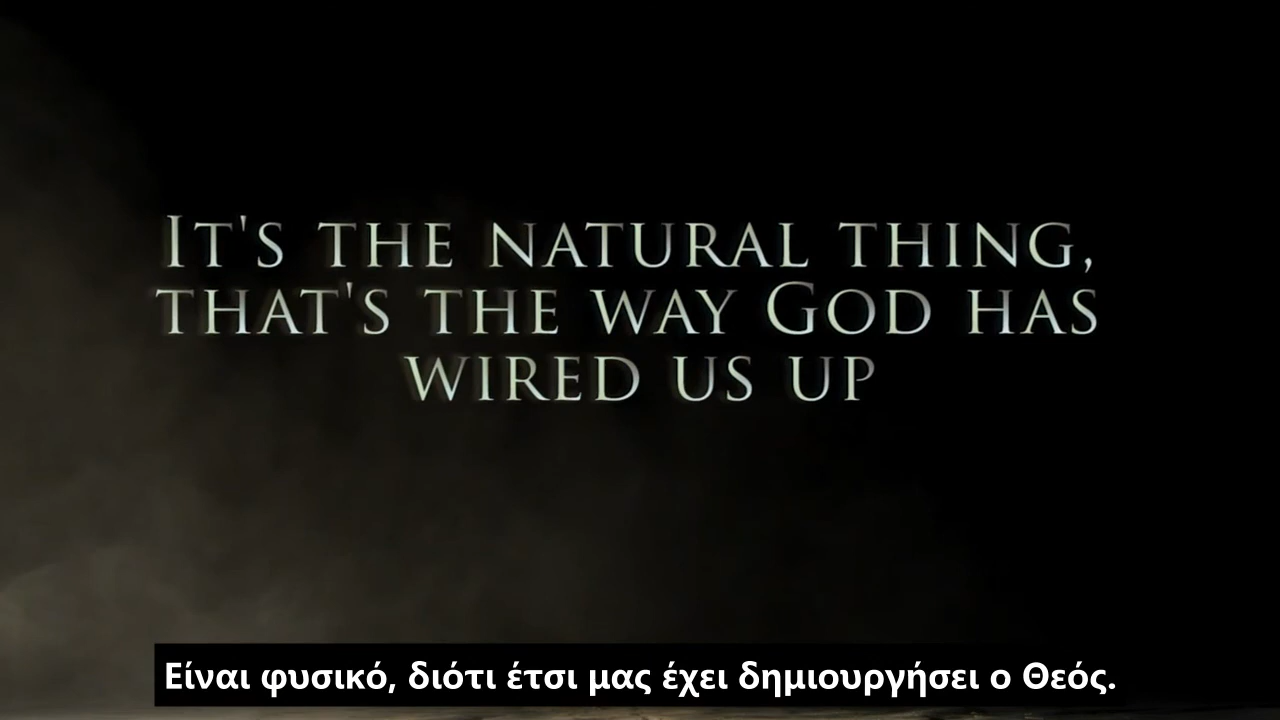 It's the natural thing,
that's the way God has
wired us up
Είναι φυσικό, διότι έτσι μας έχει δημιουργήσει ο Θεός.